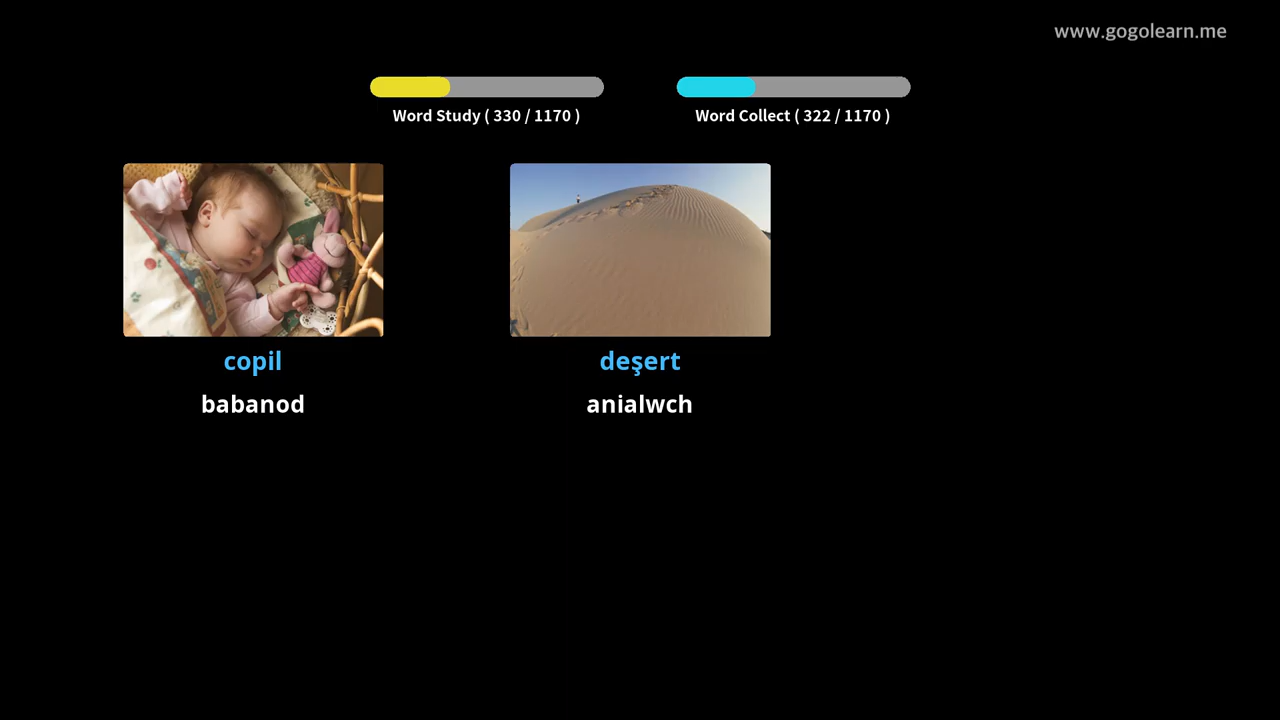 www.gogolearn.me
Word Study ( 330 / 1170 )
Word Collect ( 322 / 1170 )
copil
babanod
deşert
anialwch